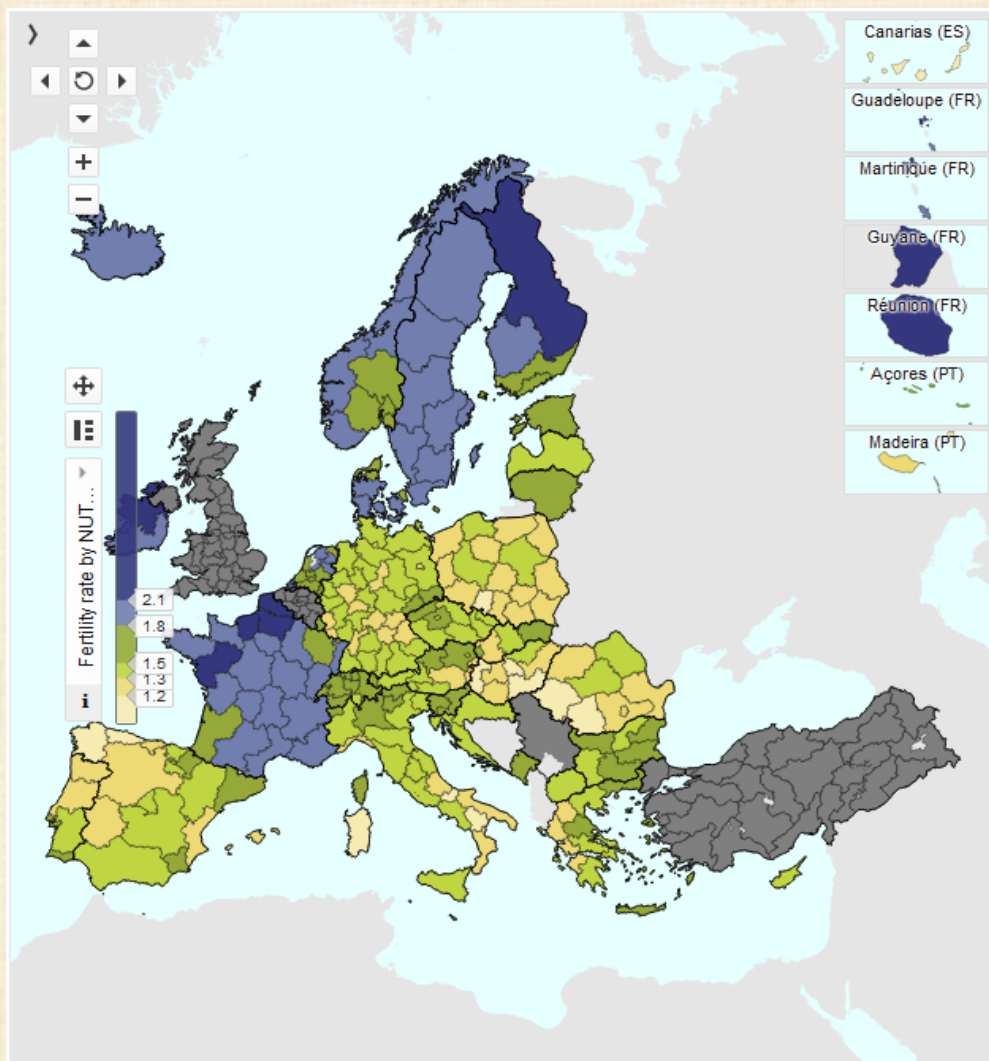 Canarias (ES)
Guadeloupe (FR)
Martinique (FR)
Guyane (FR)
Réunion (FR)
Açores (PT)
Madeira (PT)
Fertility rate by NUT...
i
2.1
1.8
1.5
1.3
1.2